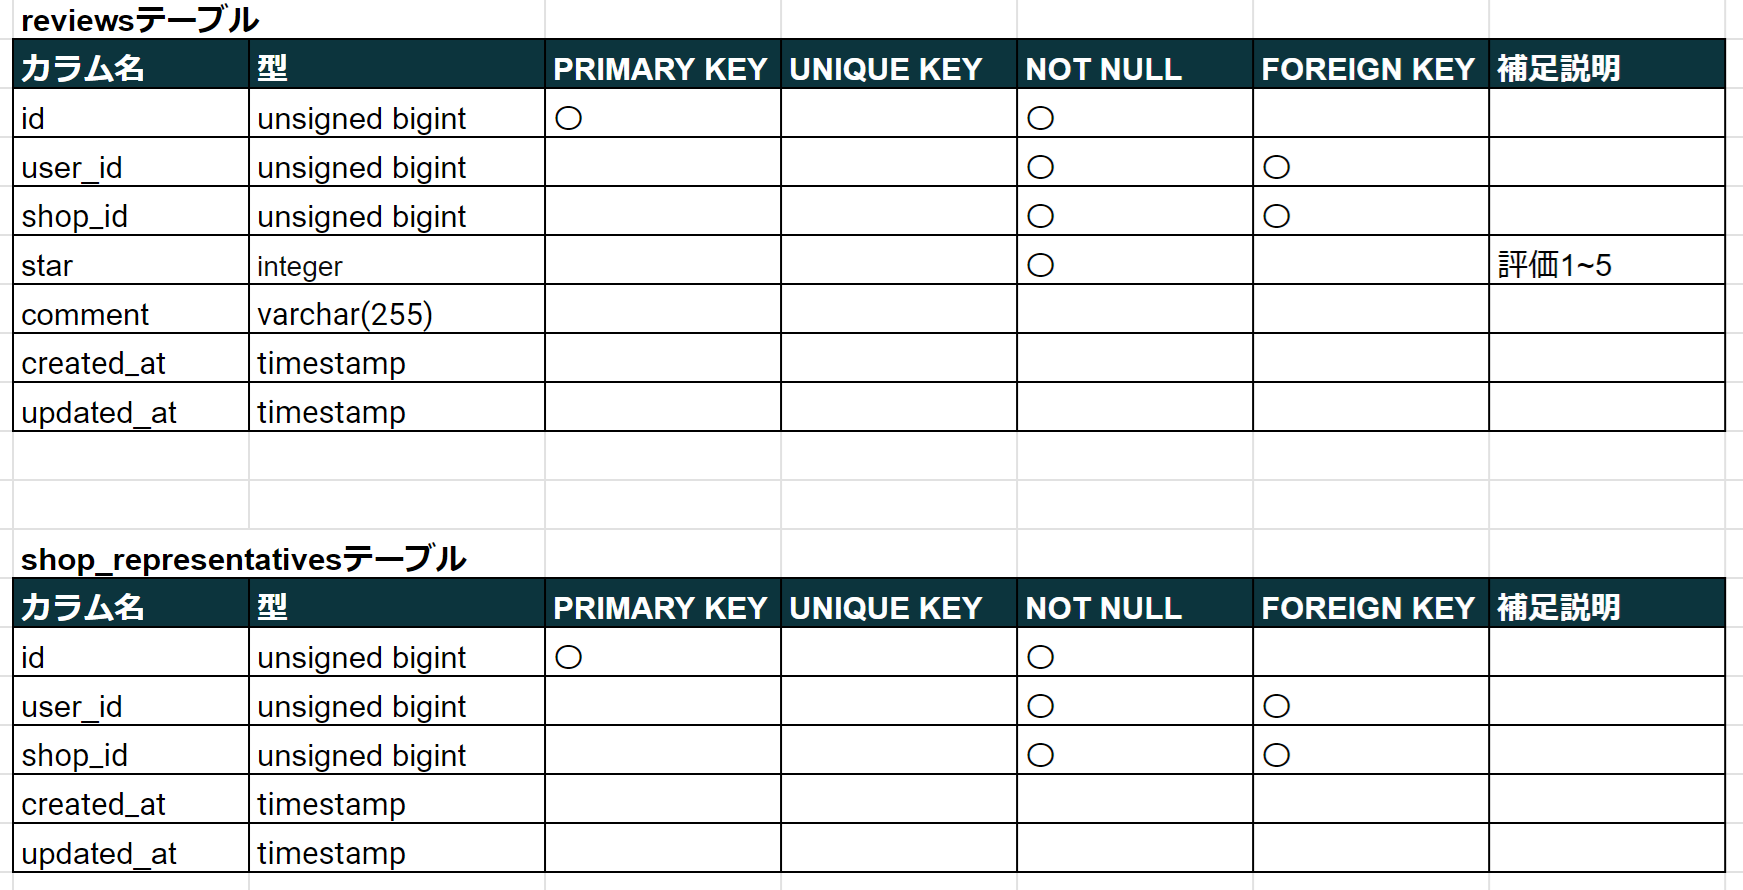 reviewsテーブル
カラム名 型 PRIMARY KEY UNIQUE KEY NOT NULL FOREIGN KEY 補足説明
id unsigned bigint ○ ○
user_id unsigned bigint ○ ○
shop_id unsigned bigint ○ ○
star integer ○ 評価1~5
comment varchar(255)
created_at timestamp
updated_at timestamp
shop_representativesテーブル
カラム名 型 PRIMARY KEY UNIQUE KEY NOT NULL FOREIGN KEY 補足説明
id unsigned bigint ○ ○
user_id unsigned bigint ○ ○
shop_id unsigned bigint ○ ○
created_at timestamp
updated_at timestamp